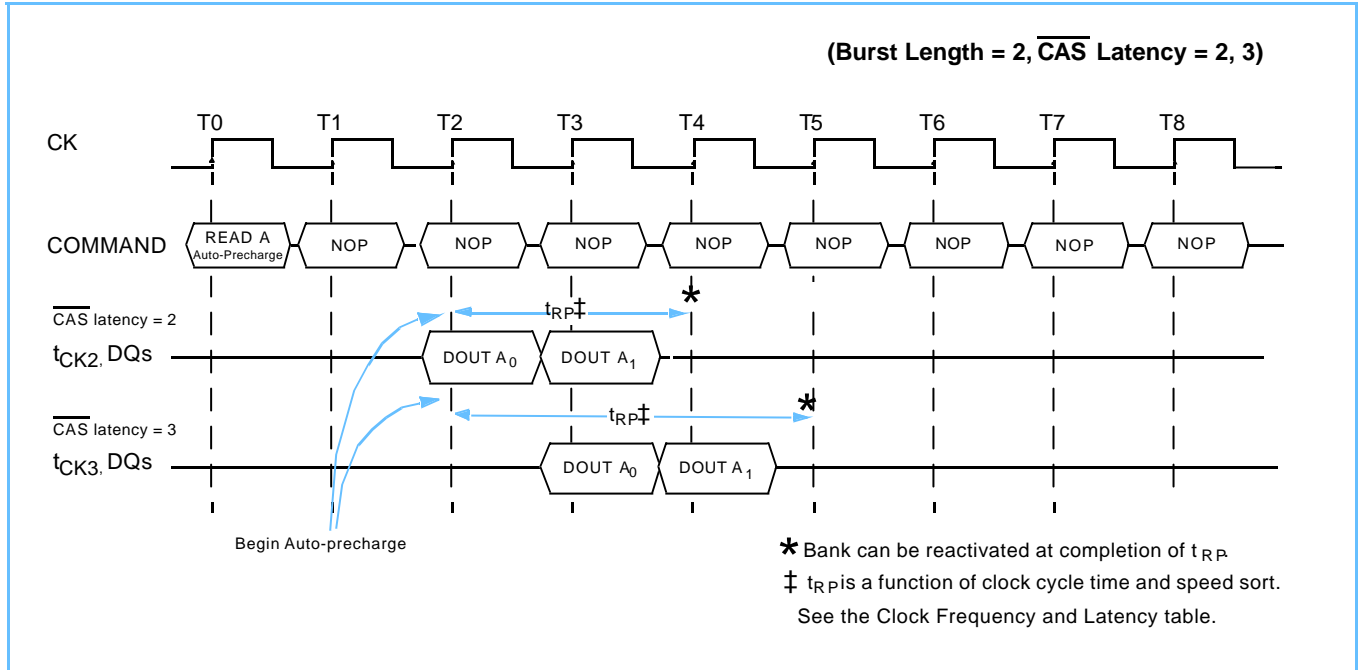 (Burst Length = 2, CAS Latency = 2, 3)
T0 T1 T2 T3 T4 T5 T6 T7 T8
CK
COMMAND READ A Auto-Precharge NOP NOP NOP NOP NOP NOP NOP NOP
tRP‡ *
CAS latency = 2
tCK2, DQs DOUT A0 DOUT A1
tRP‡ *
CAS latency = 3
tCK3, DQs DOUT A0 DOUT A1
Begin Auto-precharge
* Bank can be reactivated at completion of tRP.
‡ tRP is a function of clock cycle time and speed sort.
See the Clock Frequency and Latency table.